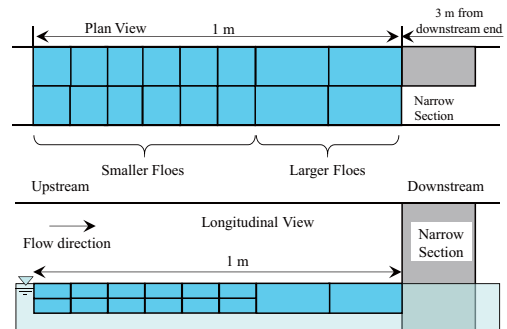 Plan View
1 m
3 m from
downstream end
Narrow
Section
Smaller Floes
Larger Floes
Upstream
Downstream
Longitudinal View
Flow direction
Narrow
Section
1 m